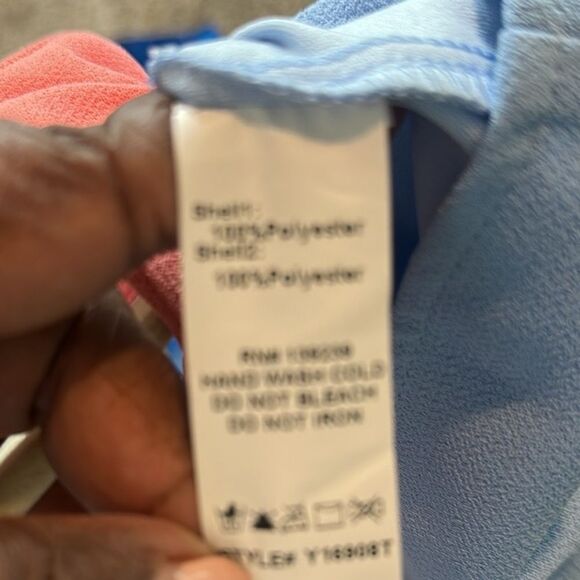 Shell1:
100%Polyester
Shell2:
100%Polyester
RN#
HAND WASH COLD
DO NOT BLEACH
DO NOT IRON
STYLE#